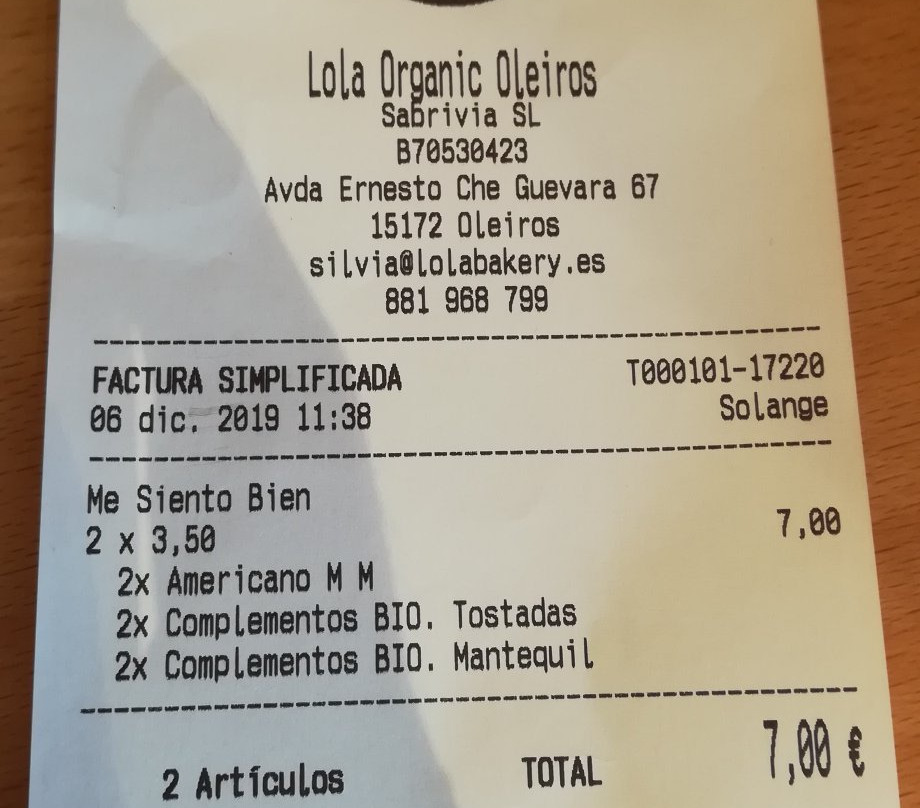 Lola Organic Oleiros
Sabrivia SL
B70530423
Avda Ernesto Che Guevara 67
15172 Oleiros
silvia@lolabakery.es
881 968 799
FACTURA SIMPLIFICADA T000101-17220
06 dic. 2019 11:38 Solange
Me Siento Bien
2 x 3,50 7,00
2x Americano M M
2x Complementos BIO. Tostadas
2x Complementos BIO. Mantequil
2 Artículos TOTAL 7,00 €